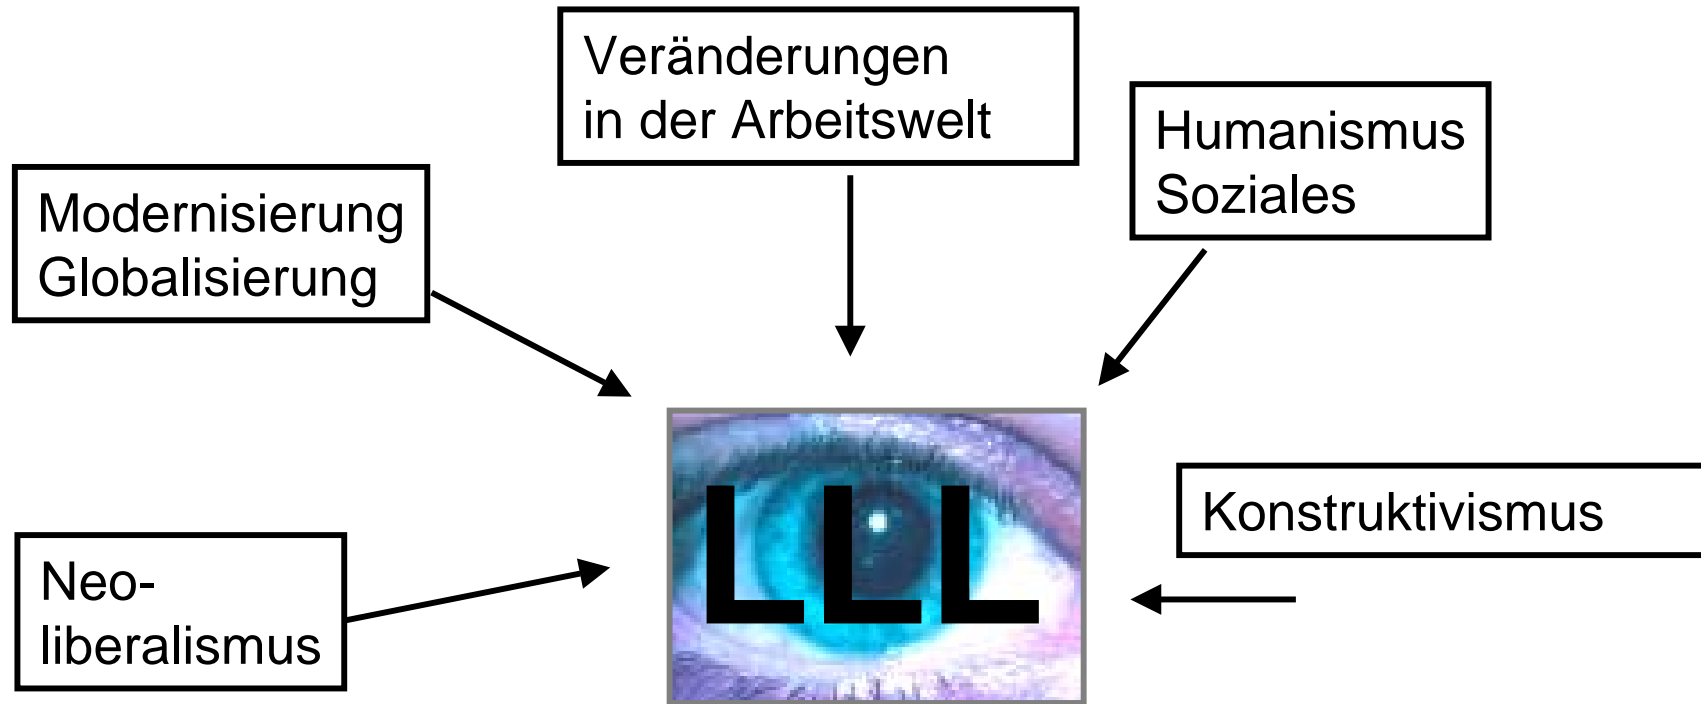 Veränderungen
in der Arbeitswelt
Humanismus
Soziales
Modernisierung
Globalisierung
LLL
Konstruktivismus
Neo-
liberalismus